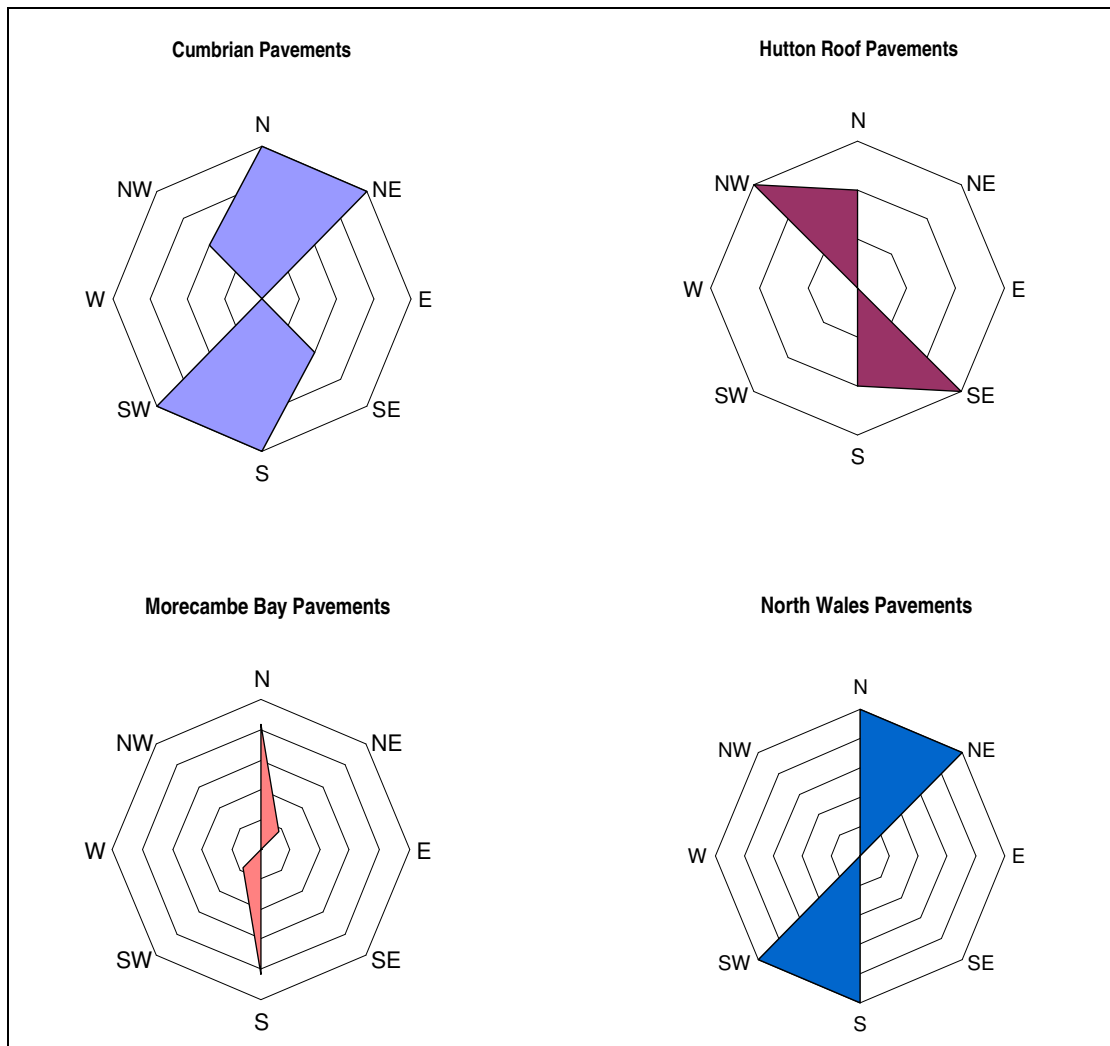 Cumbrian Pavements
N
NW NE
W E
SW SE
S
Hutton Roof Pavements
N
NW NE
W E
SW SE
S
Morecambe Bay Pavements
N
NW NE
W E
SW SE
S
North Wales Pavements
N
NW NE
W E
SW SE
S